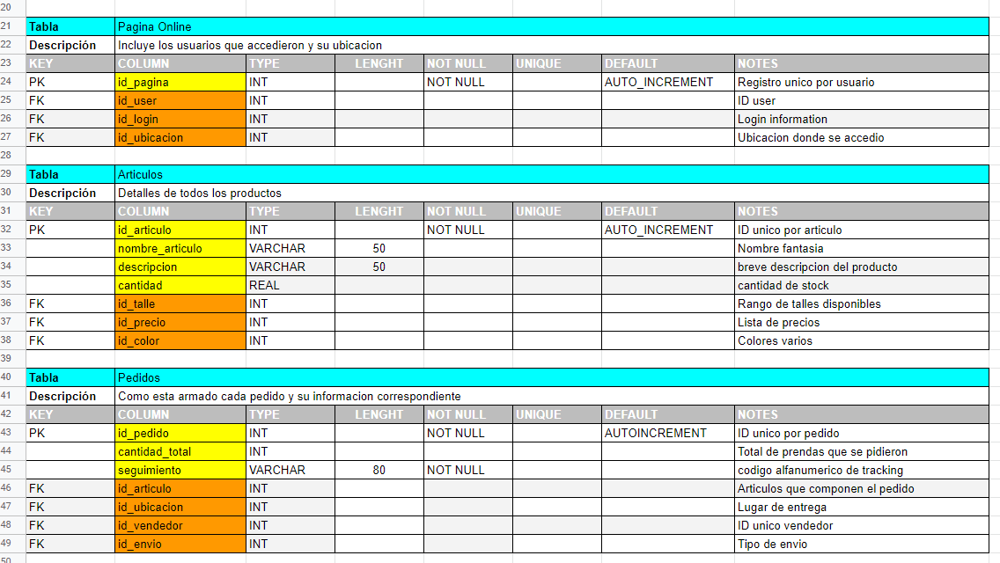 20
21 Tabla Pagina Online
22 Descripción Incluye los usuarios que accedieron y su ubicacion
23 KEY COLUMN TYPE LENGHT NOT NULL UNIQUE DEFAULT NOTES
24 PK id_pagina INT NOT NULL AUTO_INCREMENT Registro unico por usuario
25 FK id_user INT ID user
26 FK id_login INT Login information
27 FK id_ubicacion INT Ubicacion donde se accedio
28
29 Tabla Articulos
30 Descripción Detalles de todos los productos
31 KEY COLUMN TYPE LENGHT NOT NULL UNIQUE DEFAULT NOTES
32 PK id_articulo INT NOT NULL AUTO_INCREMENT ID unico por articulo
33 nombre_articulo VARCHAR 50 Nombre fantasia
34 descripcion VARCHAR 50 breve descripcion del producto
35 cantidad REAL cantidad de stock
36 FK id_talle INT Rango de talles disponibles
37 FK id_precio INT Lista de precios
38 FK id_color INT Colores varios
39
40 Tabla Pedidos
41 Descripción Como esta armado cada pedido y su informacion correspondiente
42 KEY COLUMN TYPE LENGHT NOT NULL UNIQUE DEFAULT NOTES
43 PK id_pedido INT NOT NULL AUTOINCREMENT ID unico por pedido
44 cantidad_total INT Total de prendas que se pidieron
45 seguimiento VARCHAR 80 NOT NULL codigo alfanumerico de tracking
46 FK id_articulo INT Articulos que componen el pedido
47 FK id_ubicacion INT Lugar de entrega
48 FK id_vendedor INT ID unico vendedor
49 FK id_envio INT Tipo de envio
50